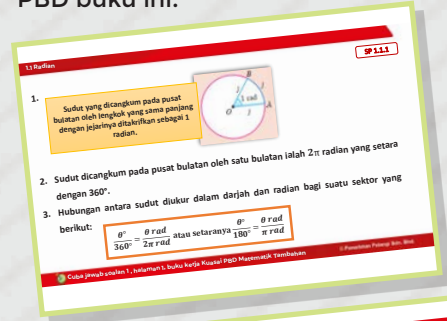 PBD buku ini.
1.1 Radian
SP 1.1.1
1.
Sudut yang dicangkum pada pusat
bulatan oleh lengkok yang sama panjang
dengan jejarinya ditakrifkan sebagai 1
radian.
B
j
j
1 rad
O
j
A
2. Sudut dicangkum pada pusat bulatan oleh satu bulatan ialah 2π radian yang setara
dengan 360°.
3. Hubungan antara sudut diukur dalam darjah dan radian bagi suatu sektor yang
berikut:
θ°/360° = θ rad/2π rad atau setaranya θ°/180° = θ rad/π rad
Cuba jawab soalan 1, halaman 1, buku kerja Kuasai PBD Matematik Tambahan
© Penerbitan Pelangi Sdn. Bhd.